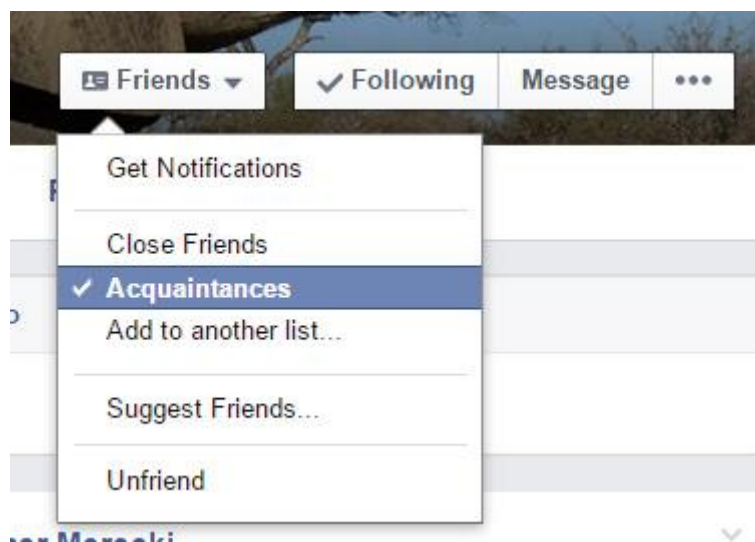 Friends
Following
Message
Get Notifications
Close Friends
Acquaintances
Add to another list...
Suggest Friends...
Unfriend